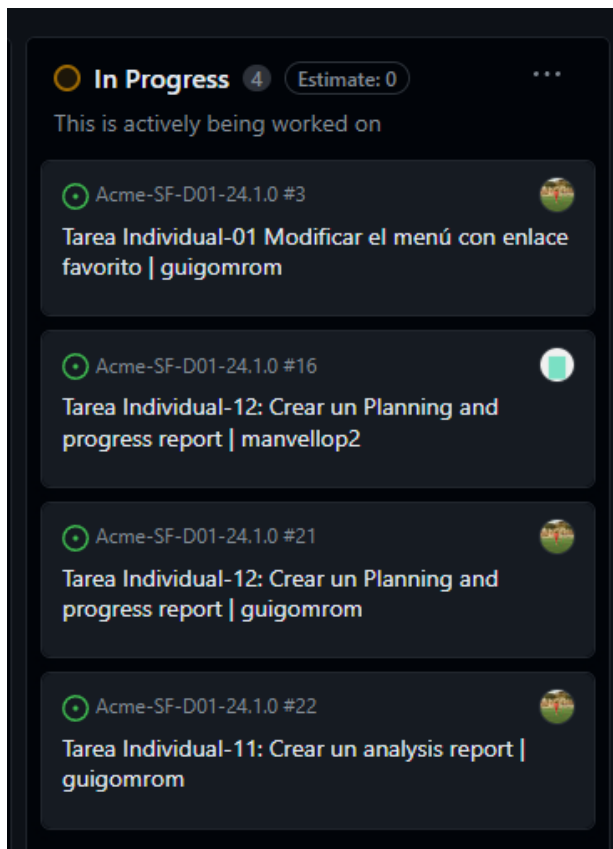 In Progress 4 Estimate: 0
This is actively being worked on
Acme-SF-D01-24.1.0 #3
Tarea Individual-01 Modificar el menú con enlace
favorito | guigomrom
Acme-SF-D01-24.1.0 #16
Tarea Individual-12: Crear un Planning and
progress report | manvellop2
Acme-SF-D01-24.1.0 #21
Tarea Individual-12: Crear un Planning and
progress report | guigomrom
Acme-SF-D01-24.1.0 #22
Tarea Individual-11: Crear un analysis report |
guigomrom